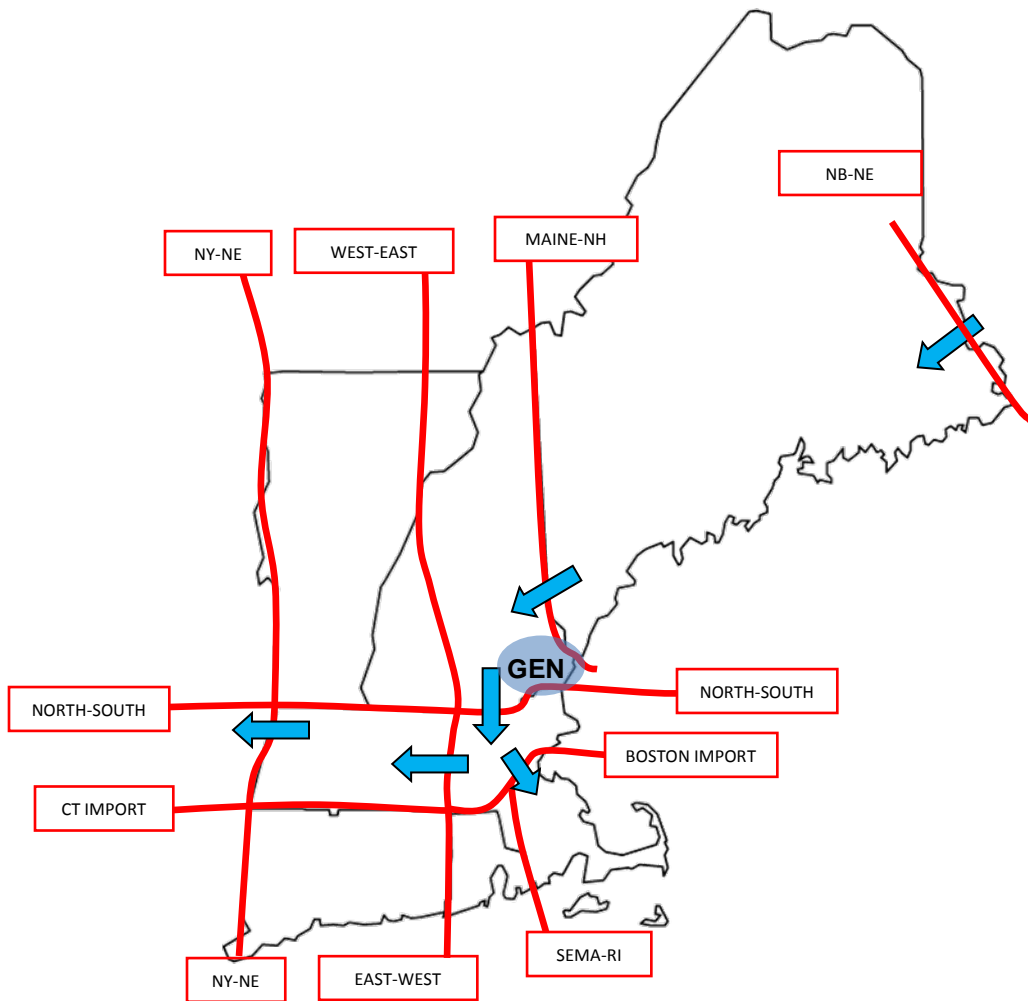 NB-NE
MAINE-NH
WEST-EAST
NY-NE
GEN
NORTH-SOUTH
NORTH-SOUTH
BOSTON IMPORT
CT IMPORT
SEMA-RI
NY-NE
EAST-WEST